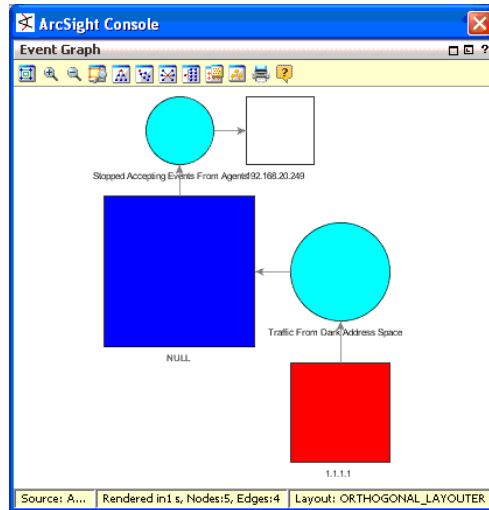 ArcSight Console
Event Graph
Stopped Accepting Events From Agents
192.168.20.249
NULL
Traffic From Dark Address Space
1.1.1.1
Source: A... Rendered in1 s, Nodes:5, Edges:4 Layout: ORTHOGONAL_LAYOUTER